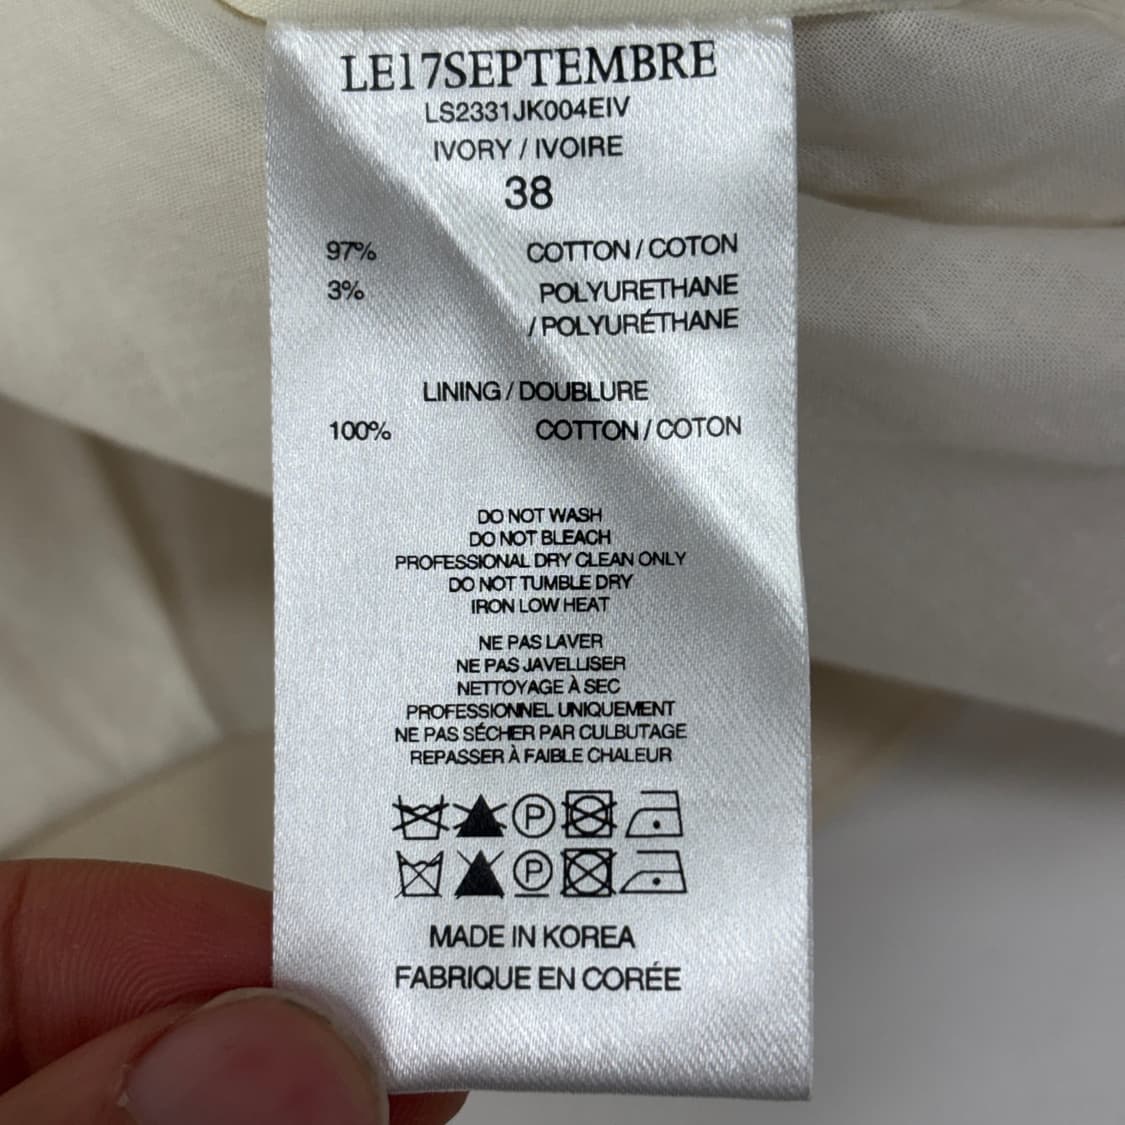 LE17SEPTEMBRE
LS2331JK004EIV
IVORY / IVOIRE
38
97% COTTON / COTON
3% POLYURETHANE
/ POLYURÉTHANE
LINING / DOUBLURE
100% COTTON / COTON
DO NOT WASH
DO NOT BLEACH
PROFESSIONAL DRY CLEAN ONLY
DO NOT TUMBLE DRY
IRON LOW HEAT
NE PAS LAVER
NE PAS JAVELLISER
NETTOYAGE À SEC
PROFESSIONNEL UNIQUEMENT
NE PAS SÉCHER PAR CULBUTAGE
REPASSER À FAIBLE CHALEUR
P
P
MADE IN KOREA
FABRIQUE EN CORÉE